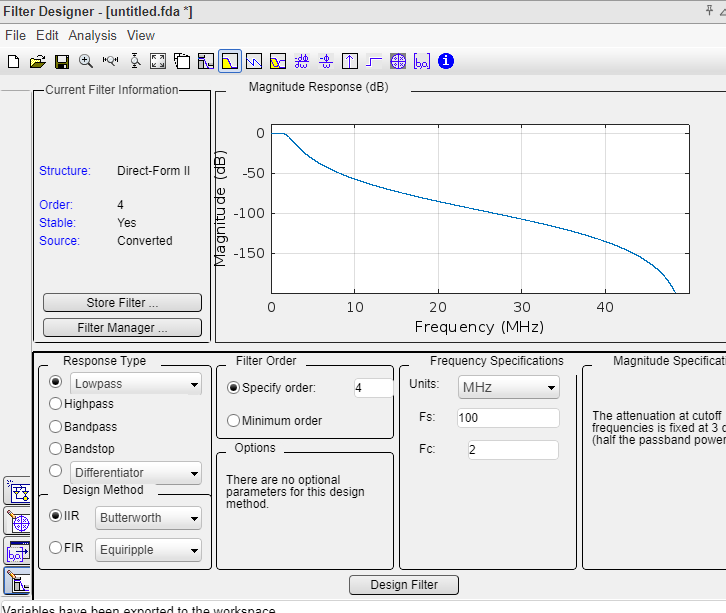 Filter Designer - [untitled.fda *]
File Edit Analysis View
Current Filter Information
Structure: Direct-Form II
Order: 4
Stable: Yes
Source: Converted
Store Filter ...
Filter Manager ...
Magnitude Response (dB)
0
-50
-100
-150
Magnitude (dB)
0 10 20 30 40
Frequency (MHz)
Response Type
Lowpass
Highpass
Bandpass
Bandstop
Differentiator
Design Method
IIR Butterworth
FIR Equiripple
Filter Order
Specify order: 4
Minimum order
Options
There are no optional
parameters for this design
method.
Frequency Specifications
Units: MHz
Fs: 100
Fc: 2
Magnitude Specificati
The attenuation at cutoff
frequencies is fixed at 3 d
(half the passband power
Design Filter
Variables have been exported to the workspace.